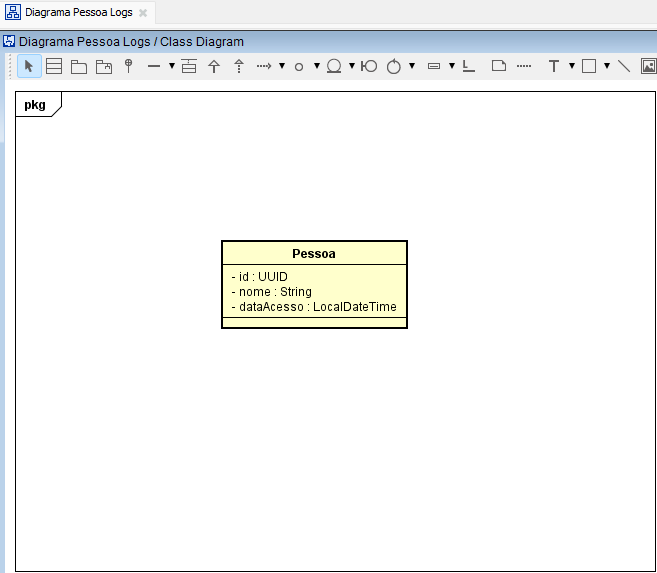 Diagrama Pessoa Logs
Diagrama Pessoa Logs / Class Diagram
pkg
Pessoa
- id : UUID
- nome : String
- dataAcesso : LocalDateTime